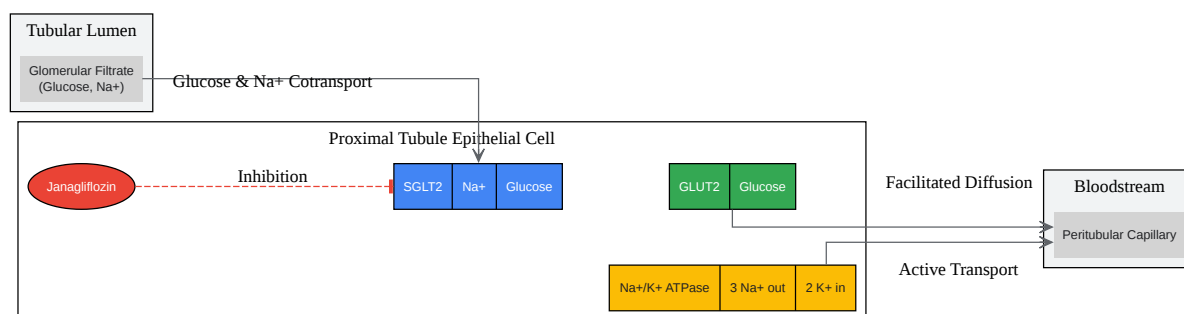 Tubular Lumen
Glomerular Filtrate
(Glucose, Na+)
Glucose & Na+ Cotransport
Proximal Tubule Epithelial Cell
Janagliflozin
Inhibition
SGLT2
Na+
Glucose
GLUT2
Glucose
Facilitated Diffusion
Bloodstream
Peritubular Capillary
Active Transport
Na+/K+ ATPase
3 Na+ out
2 K+ in